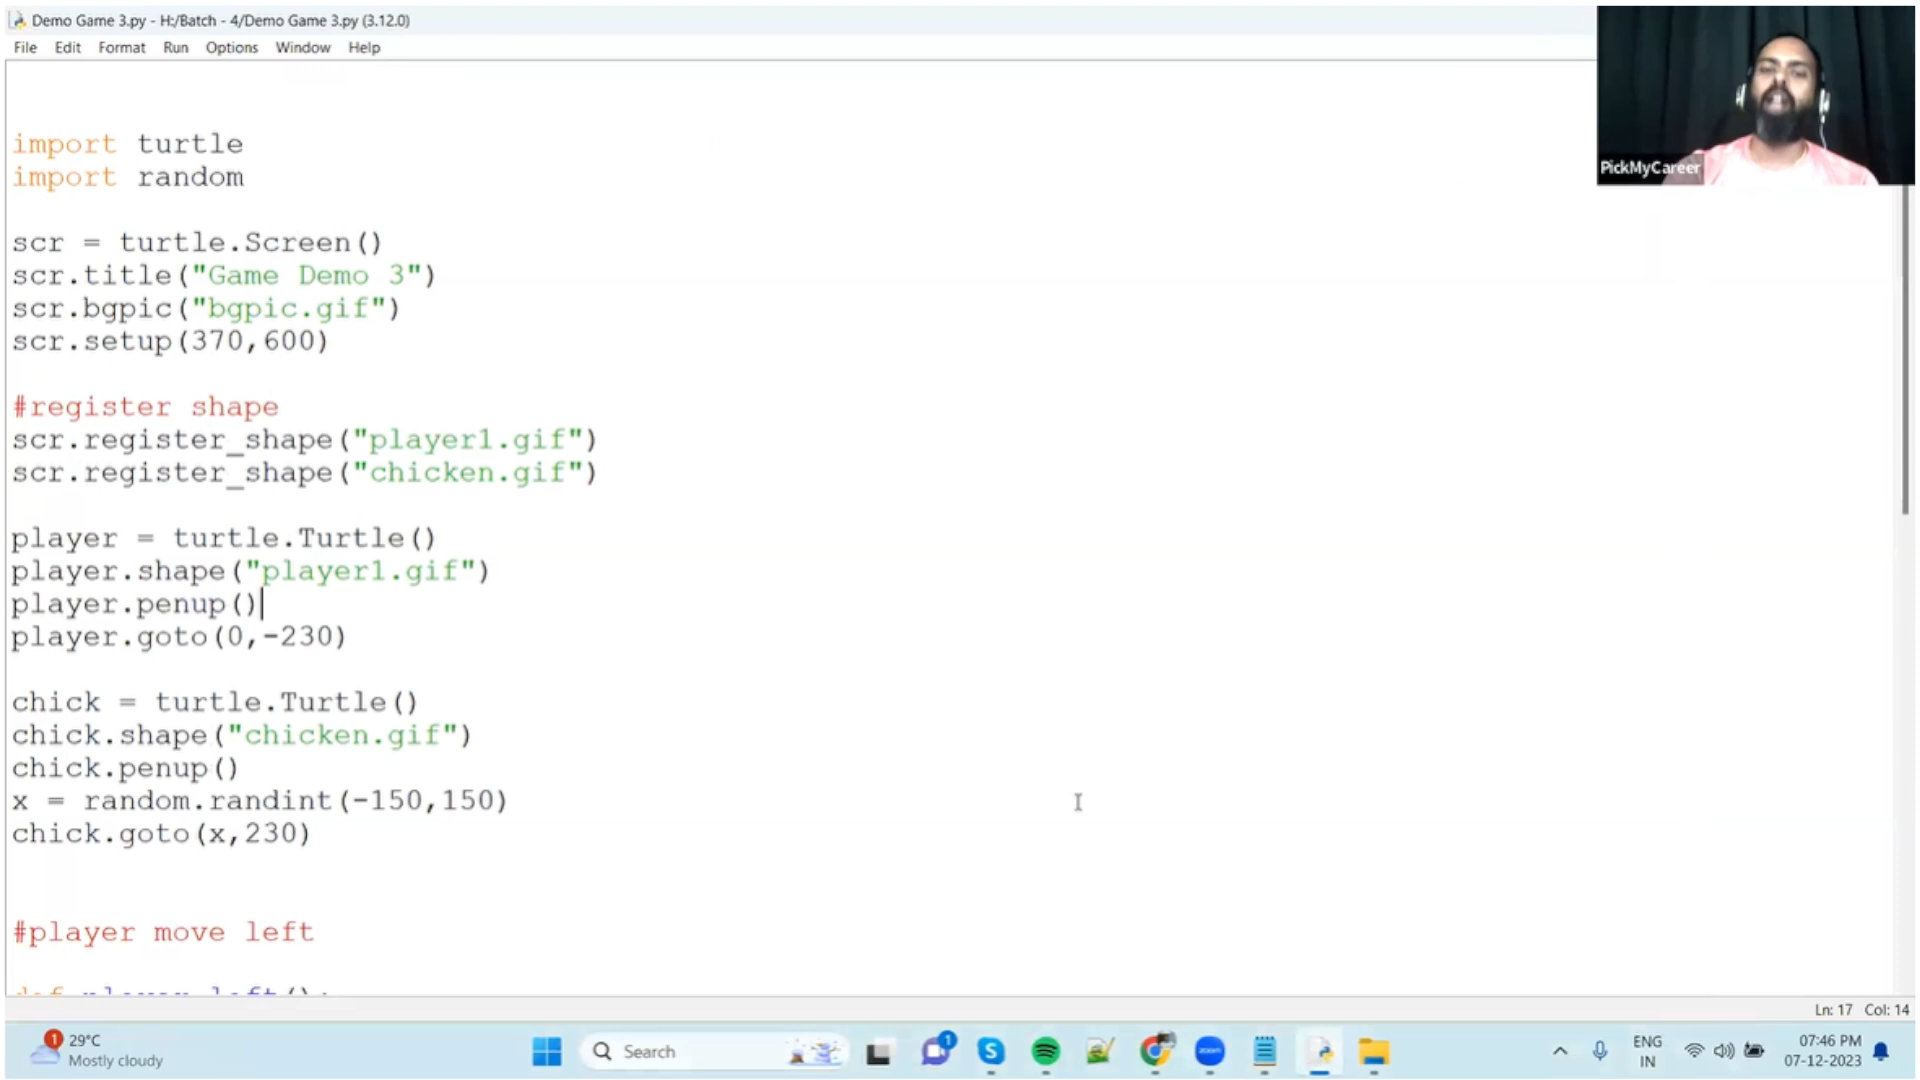 Demo Game 3.py - H:/Batch - 4/Demo Game 3.py (3.12.0)
File Edit Format Run Options Window Help
PickMyCareer
import turtle
import random
scr = turtle.Screen()
scr.title("Game Demo 3")
scr.bgpic("bgpic.gif")
scr.setup(370,600)
#register shape
scr.register_shape("player1.gif")
scr.register_shape("chicken.gif")
player = turtle.Turtle()
player.shape("player1.gif")
player.penup()
player.goto(0,-230)
chick = turtle.Turtle()
chick.shape("chicken.gif")
chick.penup()
x = random.randint(-150,150)
chick.goto(x,230)
#player move left
def player_left():
Ln: 17 Col: 14
1
29°C
Mostly cloudy
Search
1
zoom
ENG
IN
07:46 PM
07-12-2023